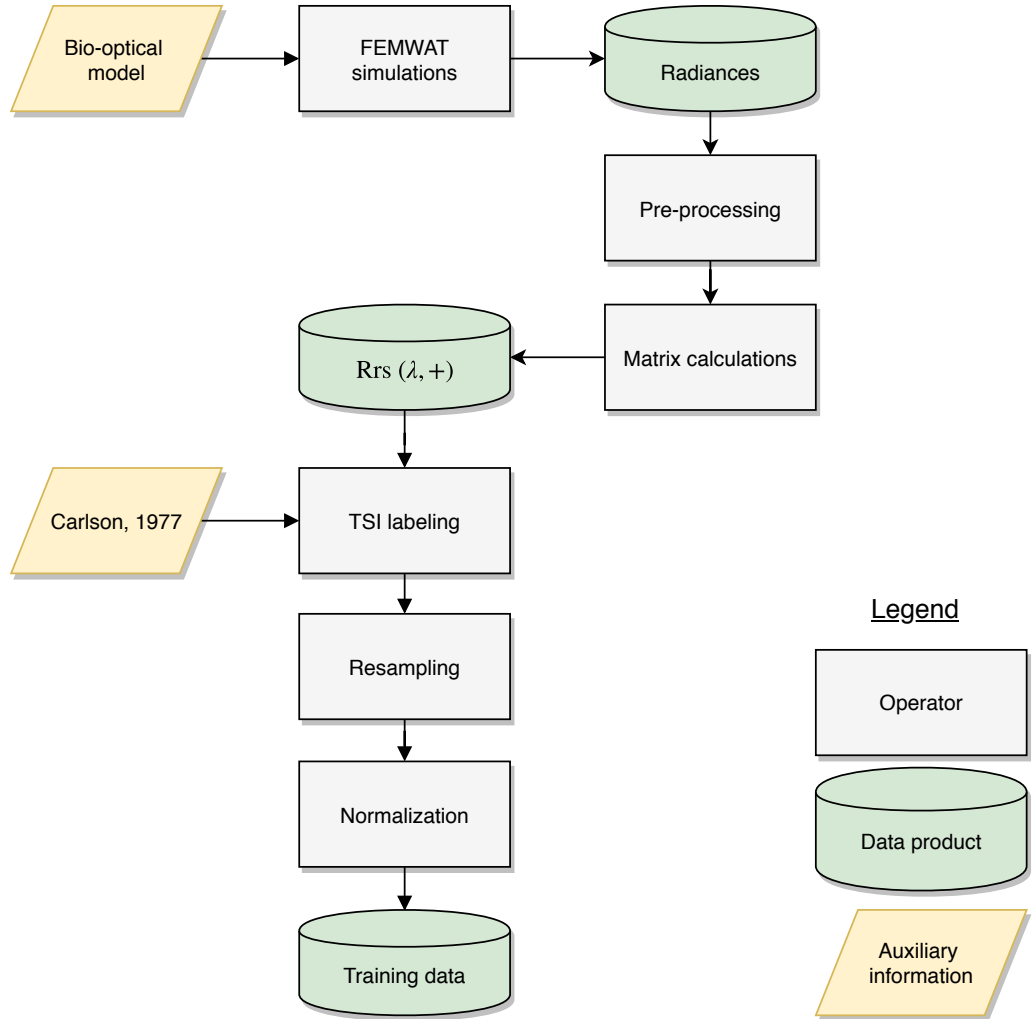 Bio-optical
model
FEMWAT
simulations
Radiances
Pre-processing
Matrix calculations
Rrs (λ, +)
Carlson, 1977
TSI labeling
Resampling
Normalization
Training data
Legend
Operator
Data product
Auxiliary
information